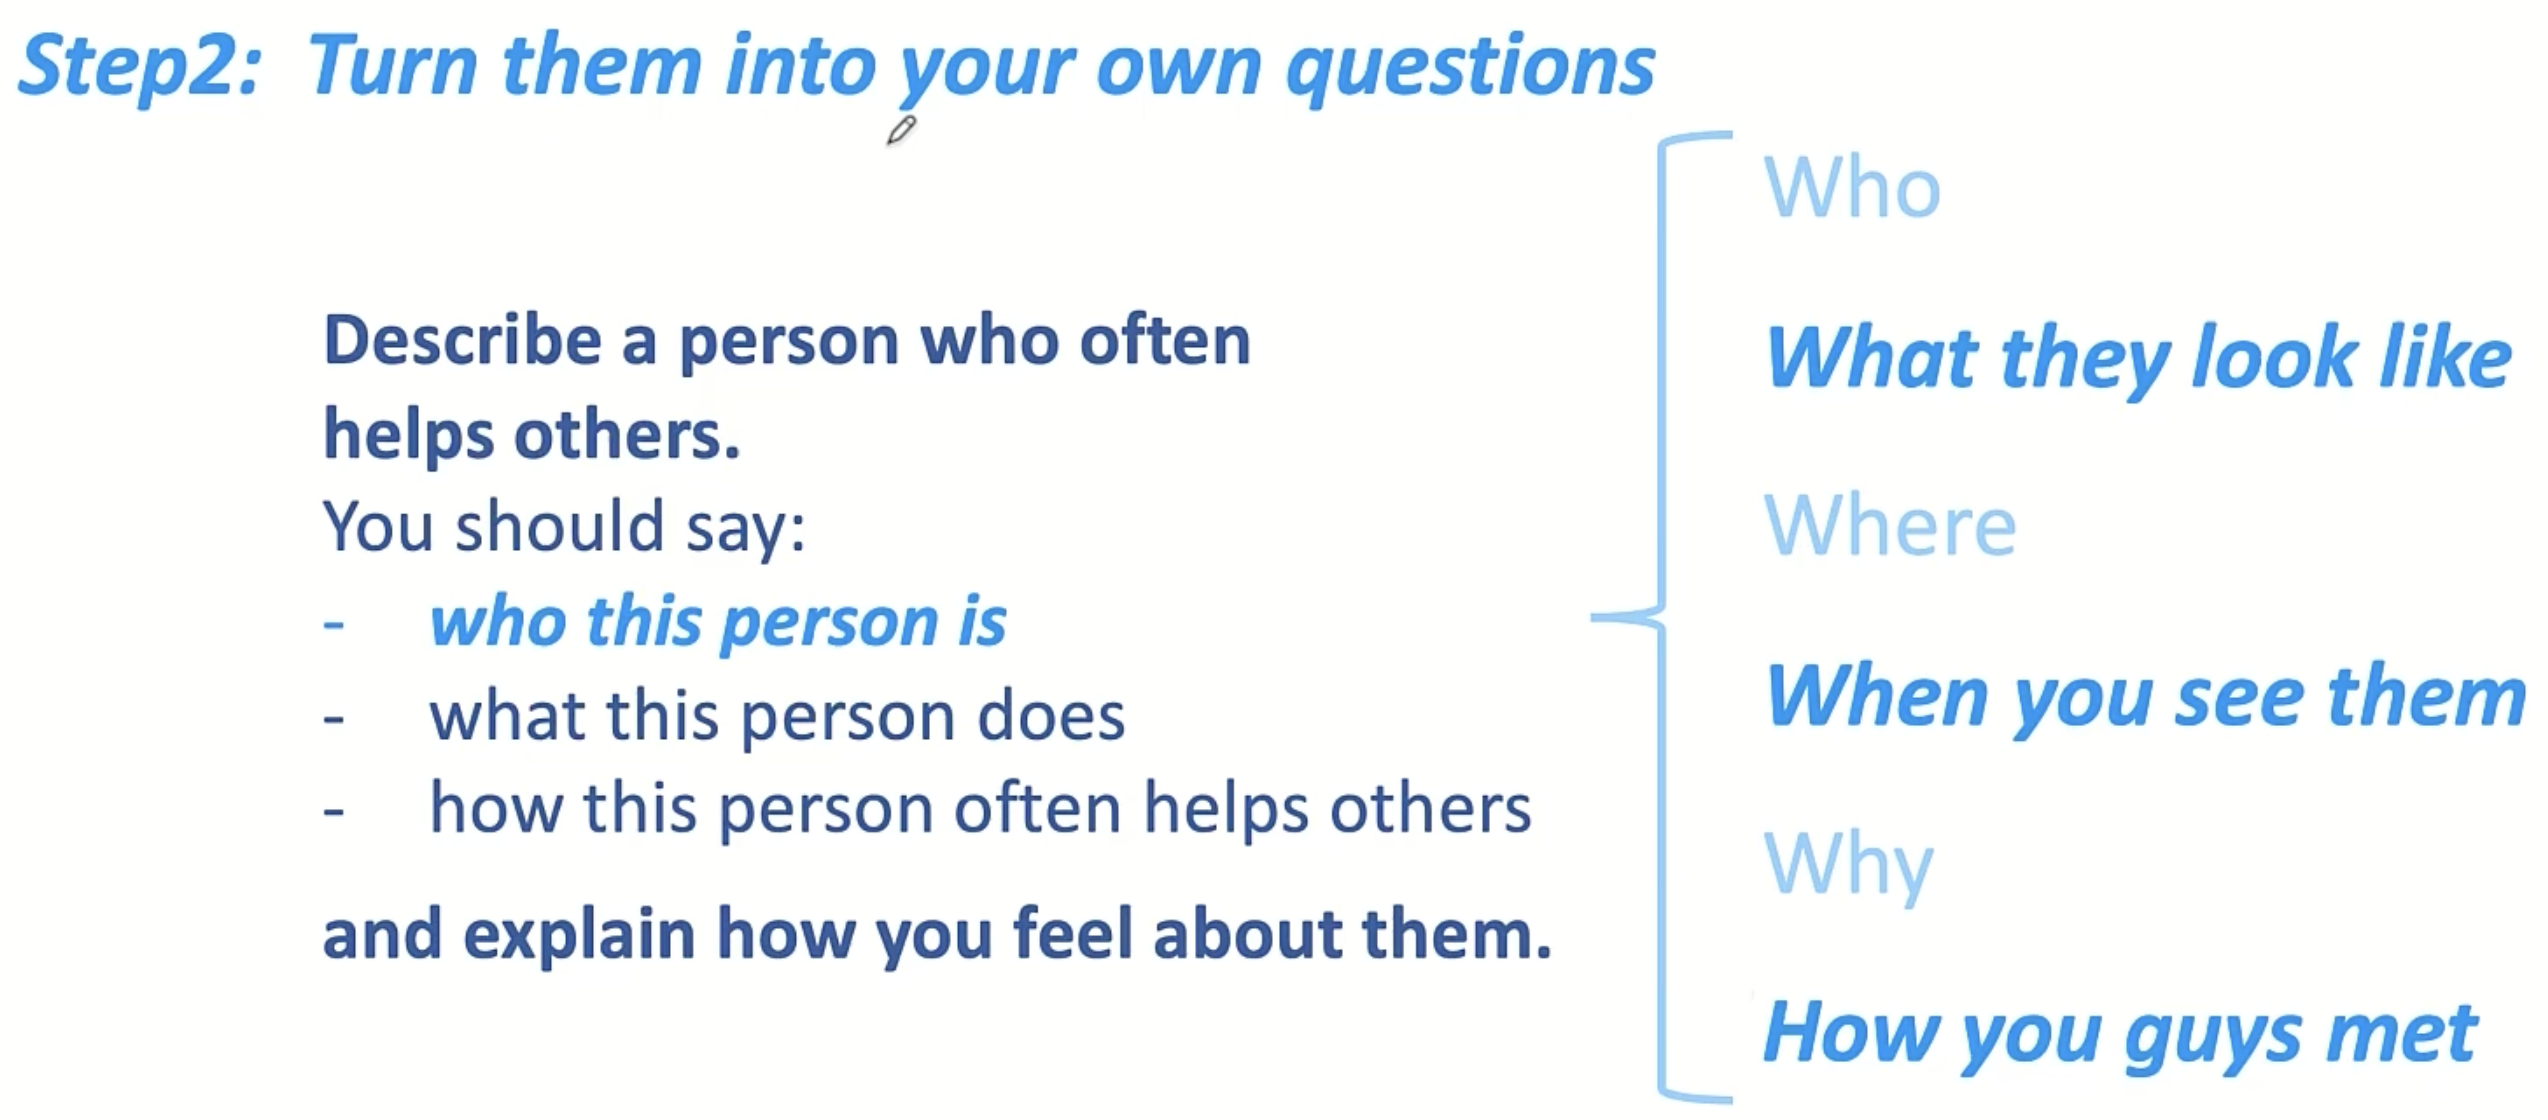 Step2: Turn them into your own questions
Describe a person who often
helps others.
You should say:
- who this person is
- what this person does
- how this person often helps others
and explain how you feel about them.
Who
What they look like
Where
When you see them
Why
How you guys met